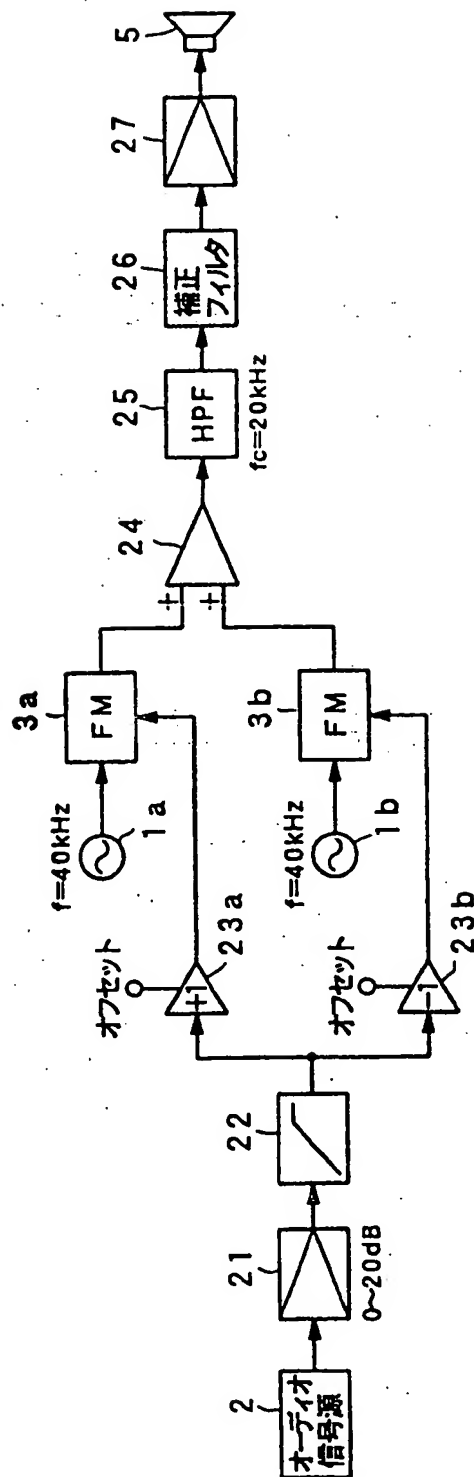 2
オーディオ
信号源
21
0~20dB
22
オフセット
+1
23a
オフセット
-1
23b
f=40kHz
1a
f=40kHz
1b
3a
FM
3b
FM
+
+
24
25
HPF
fc=20kHz
26
補正
フィルタ
27
5